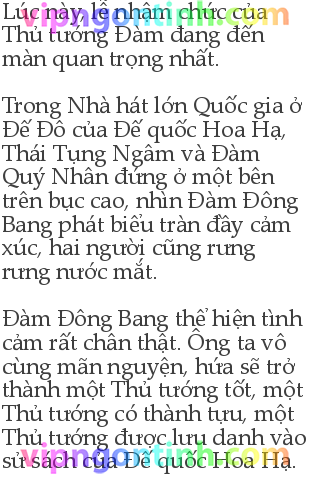 Lúc này, lễ nhậm chức của
Thủ tướng Đàm đang đến
màn quan trọng nhất.
Trong Nhà hát lớn Quốc gia ở
Đế Đô của Đế quốc Hoa Hạ,
Thái Tụng Ngâm và Đàm
Quý Nhân đứng ở một bên
trên bục cao, nhìn Đàm Đông
Bang phát biểu tràn đầy cảm
xúc, hai người cũng rưng
rưng nước mắt.
Đàm Đông Bang thể hiện tình
cảm rất chân thật. Ông ta vô
cùng mãn nguyện, hứa sẽ trở
thành một Thủ tướng tốt, một
Thủ tướng có thành tựu, một
Thủ tướng được lưu danh vào
sử sách của Đế quốc Hoa Hạ.
vipngontinh.com
vipngontinh.com